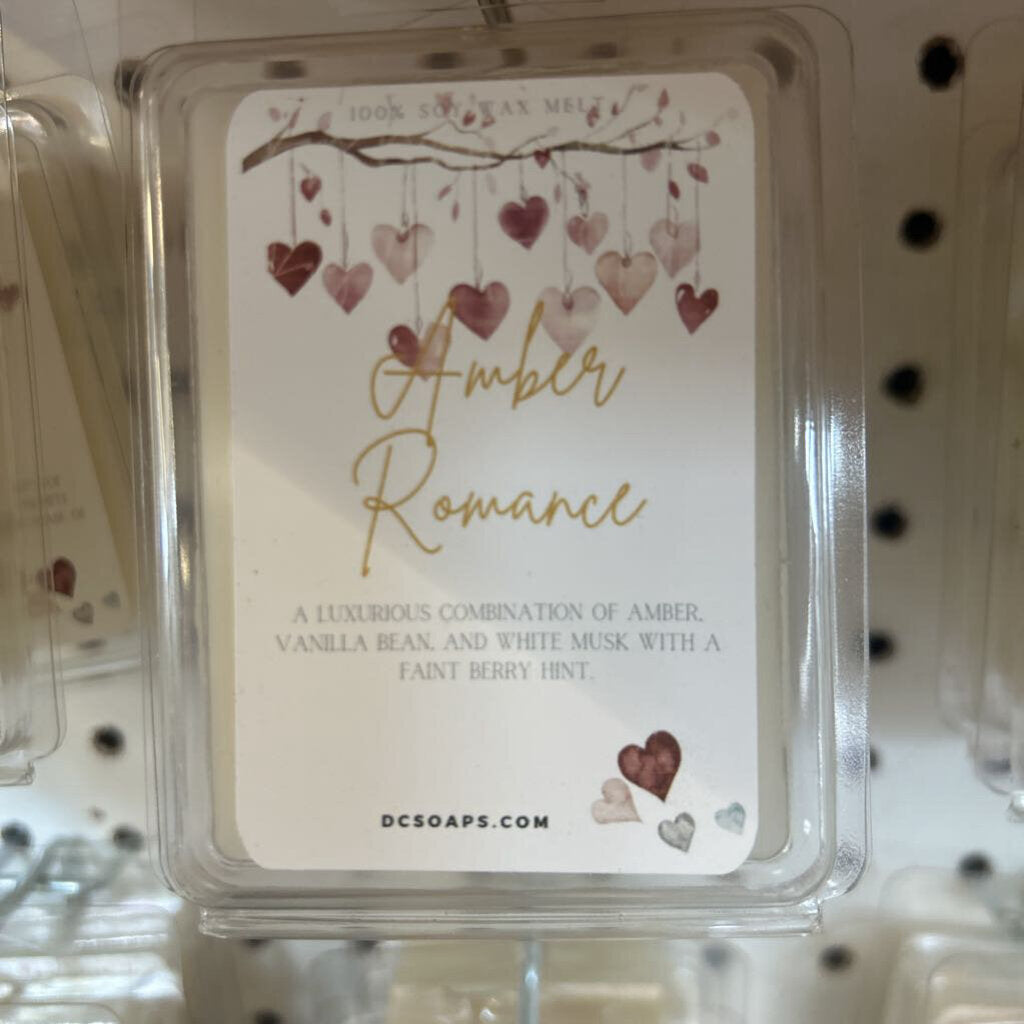 100% SOY WAX MELT
Amber
Romance
A LUXURIOUS COMBINATION OF AMBER,
VANILLA BEAN, AND WHITE MUSK WITH A
FAINT BERRY HINT.
DCSOAPS.COM